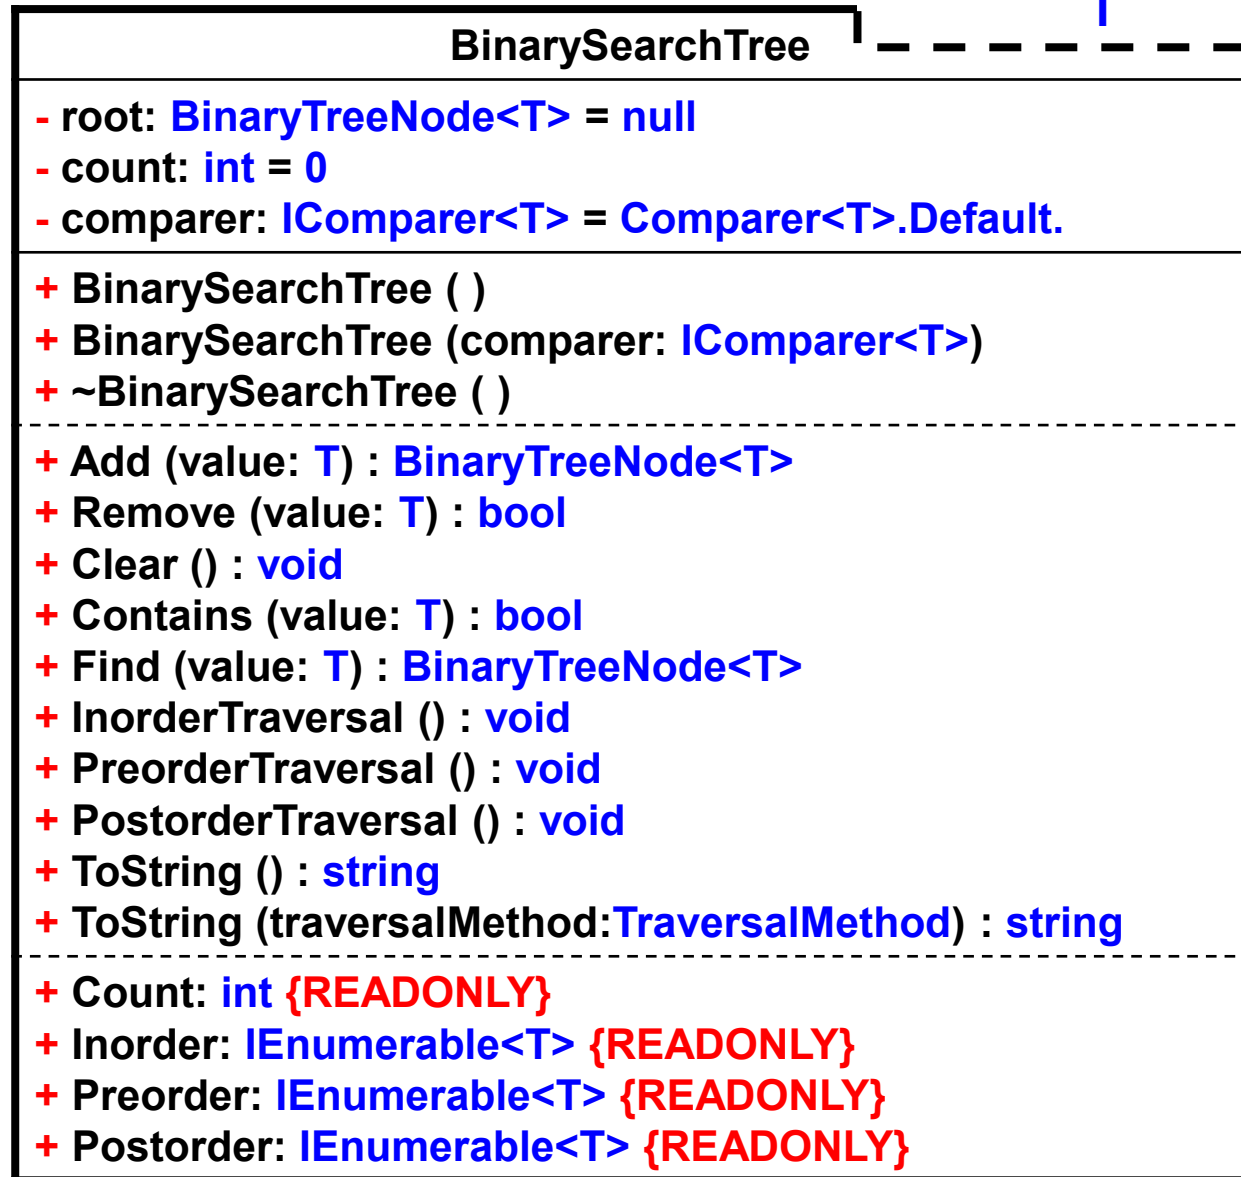 BinarySearchTree
- root: BinaryTreeNode<T> = null
- count: int = 0
- comparer: IComparer<T> = Comparer<T>.Default.
+ BinarySearchTree ( )
+ BinarySearchTree (comparer: IComparer<T>)
+ ~BinarySearchTree ( )
+ Add (value: T) : BinaryTreeNode<T>
+ Remove (value: T) : bool
+ Clear () : void
+ Contains (value: T) : bool
+ Find (value: T) : BinaryTreeNode<T>
+ InorderTraversal () : void
+ PreorderTraversal () : void
+ PostorderTraversal () : void
+ ToString () : string
+ ToString (traversalMethod:TraversalMethod) : string
+ Count: int {READONLY}
+ Inorder: IEnumerable<T> {READONLY}
+ Preorder: IEnumerable<T> {READONLY}
+ Postorder: IEnumerable<T> {READONLY}